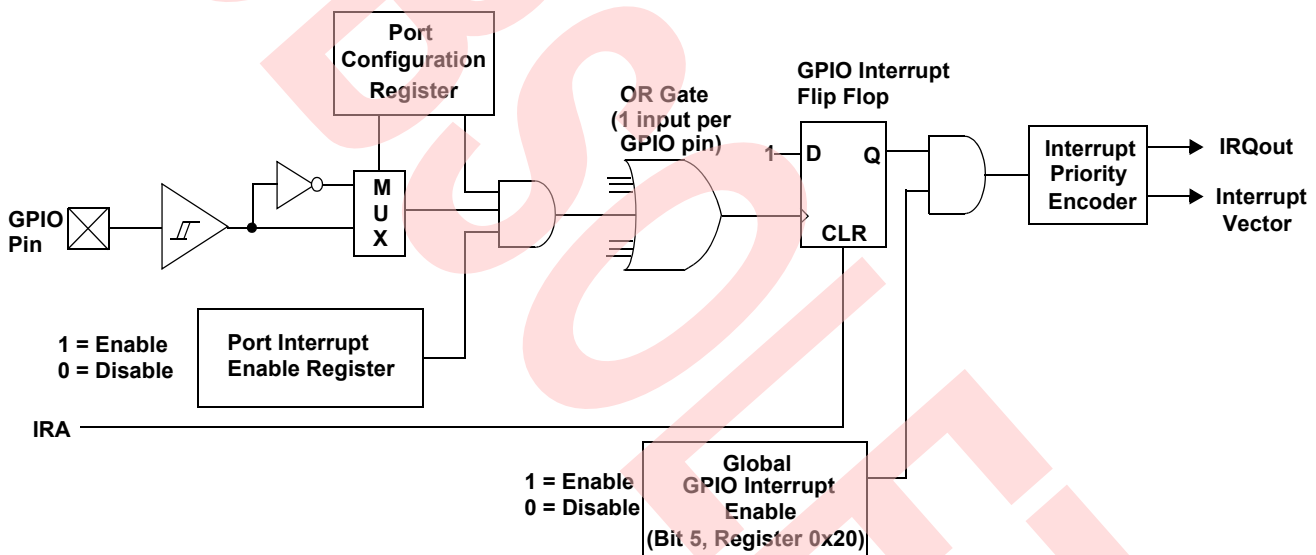 Port
Configuration
Register
GPIO Interrupt
Flip Flop
OR Gate
(1 input per
GPIO pin)
1
D
Q
CLR
M
U
X
GPIO
Pin
Interrupt
Priority
Encoder
IRQout
Interrupt
Vector
1 = Enable
0 = Disable
Port Interrupt
Enable Register
IRA
1 = Enable
0 = Disable
Global
GPIO Interrupt
Enable
(Bit 5, Register 0x20)
BSOLE